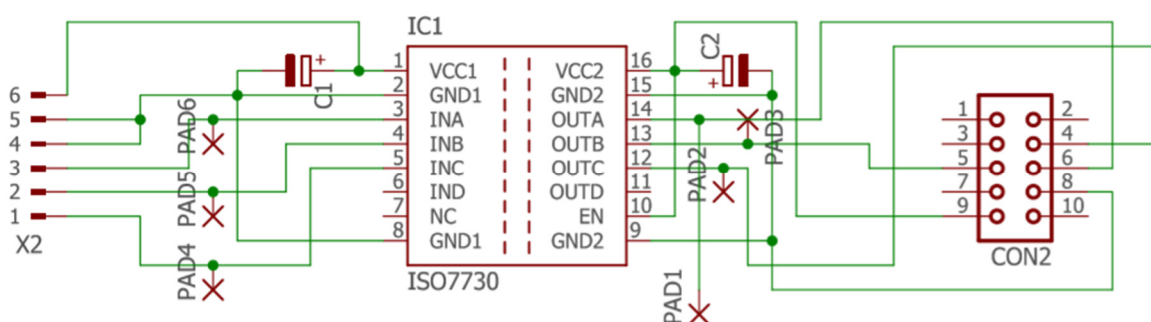 IC1
C1
C2
1 VCC1 VCC2 16
2 GND1 GND2 15
3 INA OUTA 14
4 INB OUTB 13
5 INC OUTC 12
6 IND OUTD 11
7 NC EN 10
8 GND1 GND2 9
ISO7730
6
5
4
3
2
1
X2
PAD6
PAD5
PAD4
PAD3
PAD2
PAD1
1 2
3 4
5 6
7 8
9 10
CON2
+
+